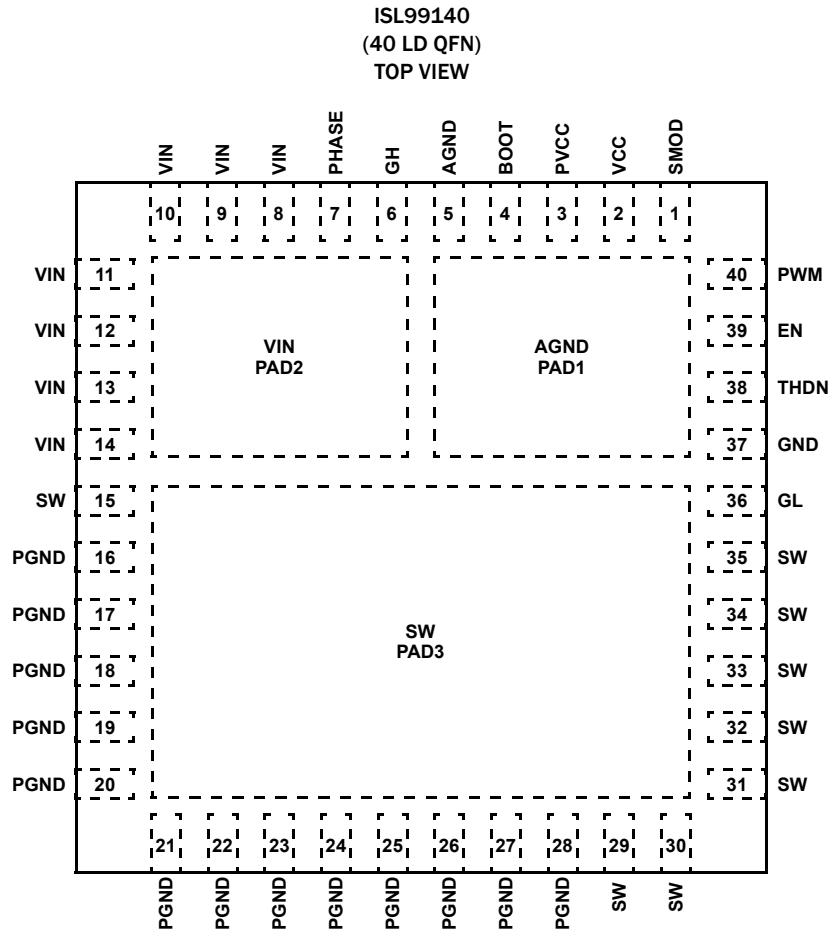 ISL99140
(40 LD QFN)
TOP VIEW
VIN VIN VIN PHASE GH AGND BOOT PVCC VCC SMOD
10 9 8 7 6 5 4 3 2 1
VIN 11 40 PWM
VIN 12 39 EN
VIN
PAD2
AGND
PAD1
VIN 13 38 THDN
VIN 14 37 GND
SW 15 36 GL
PGND 16 35 SW
PGND 17 34 SW
SW
PAD3
PGND 18 33 SW
PGND 19 32 SW
PGND 20 31 SW
21 22 23 24 25 26 27 28 29 30
PGND PGND PGND PGND PGND PGND PGND PGND SW SW